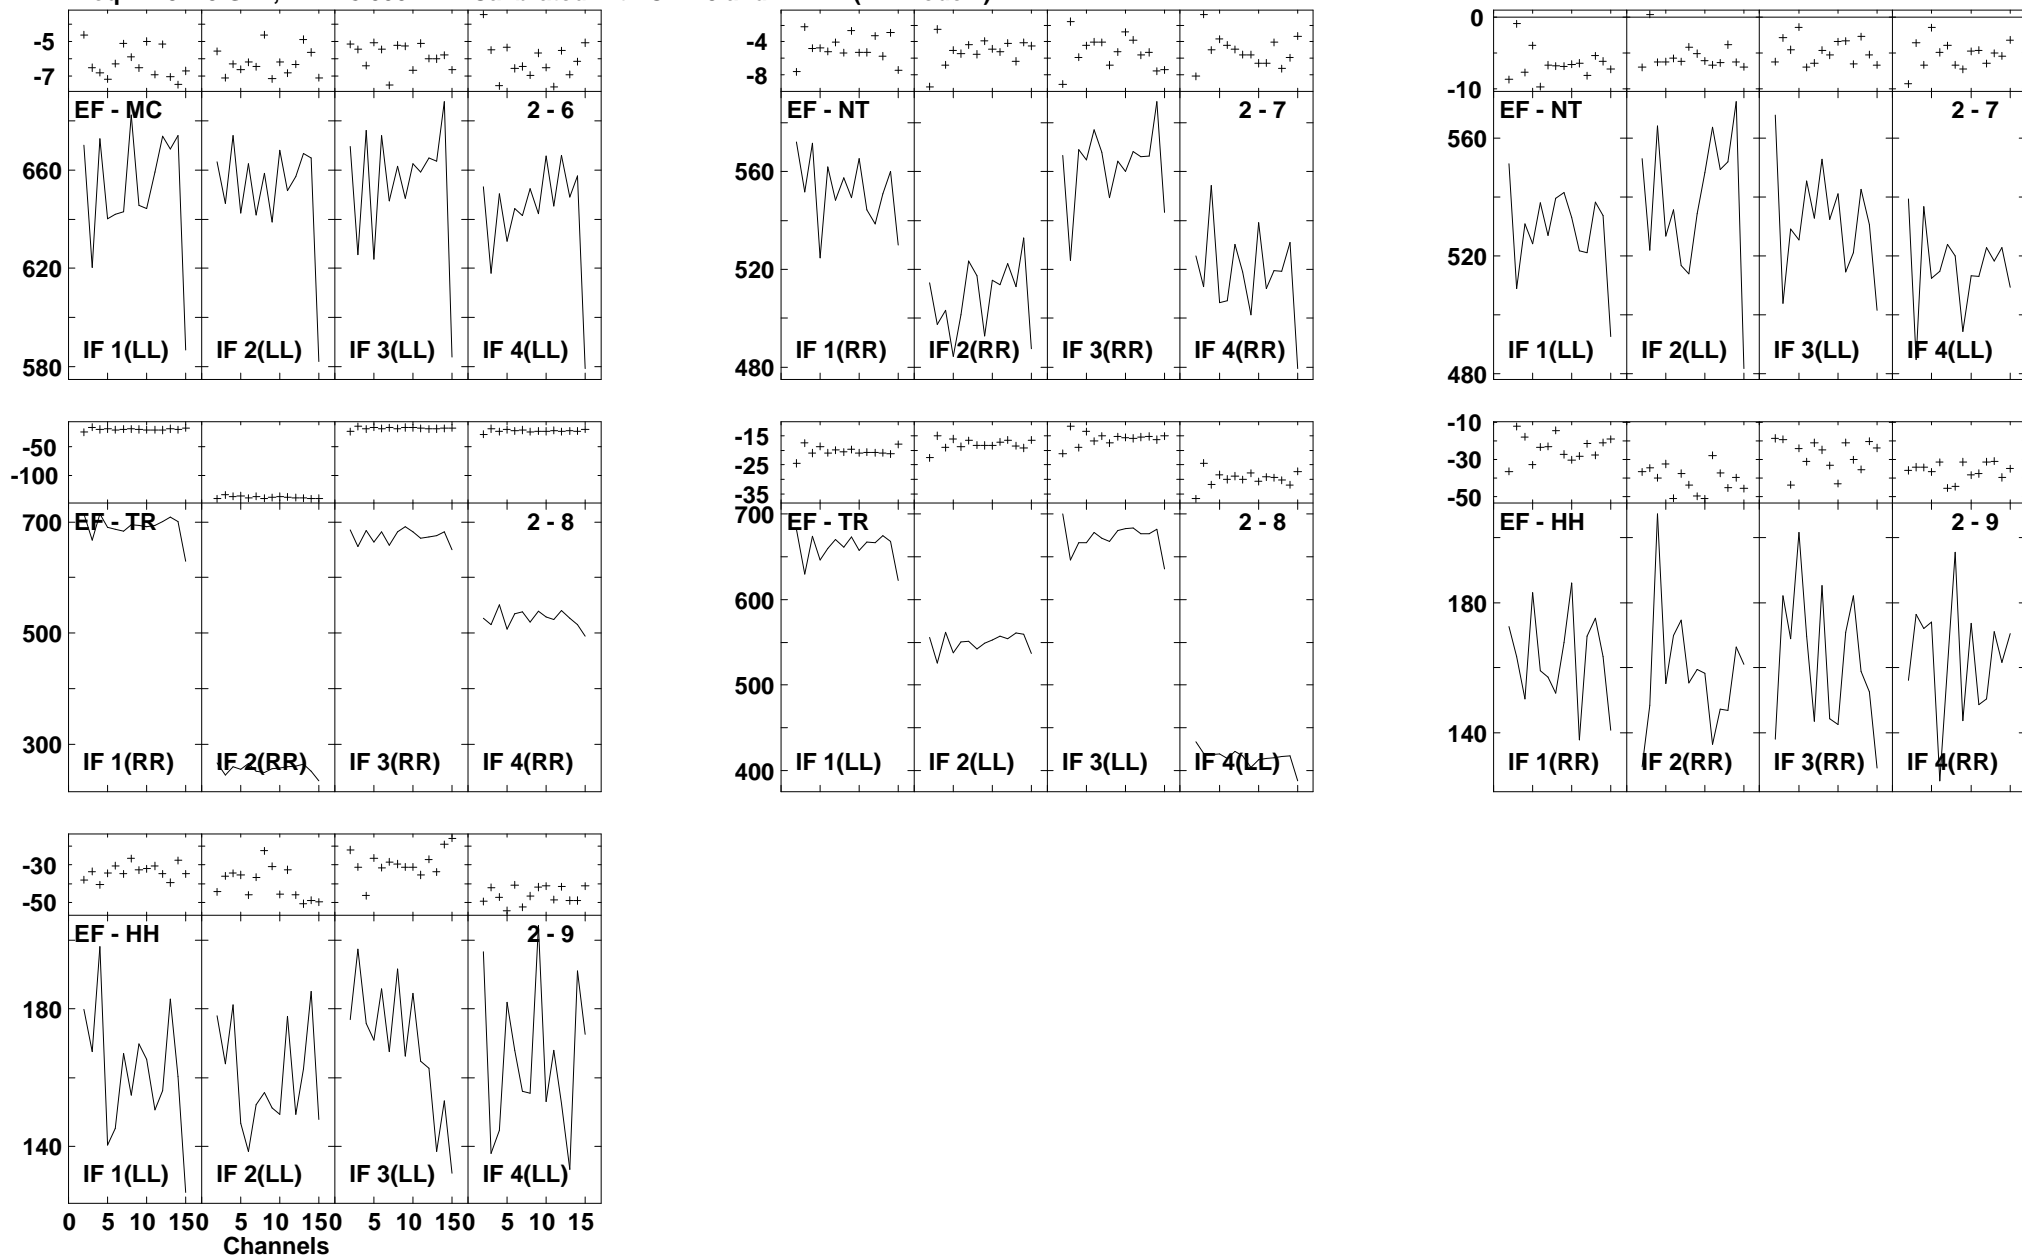 -5
-7
EF - MC
2 - 6
660
620
580
IF 1(LL)
IF 2(LL)
IF 3(LL)
IF 4(LL)
-4
-8
EF - NT
2 - 7
560
520
480
IF 1(RR)
IF 2(RR)
IF 3(RR)
IF 4(RR)
0
-10
EF - NT
2 - 7
560
520
480
IF 1(LL)
IF 2(LL)
IF 3(LL)
IF 4(LL)
-50
-100
EF - TR
2 - 8
700
500
300
IF 1(RR)
IF 2(RR)
IF 3(RR)
IF 4(RR)
-15
-25
-35
EF - TR
2 - 8
700
600
500
400
IF 1(LL)
IF 2(LL)
IF 3(LL)
IF 4(LL)
-10
-30
-50
EF - HH
2 - 9
180
140
IF 1(RR)
IF 2(RR)
IF 3(RR)
IF 4(RR)
-30
-50
EF - HH
2 - 9
180
140
IF 1(LL)
IF 2(LL)
IF 3(LL)
IF 4(LL)
0 5 10 150 5 10 150 5 10 150 5 10 15
Channels